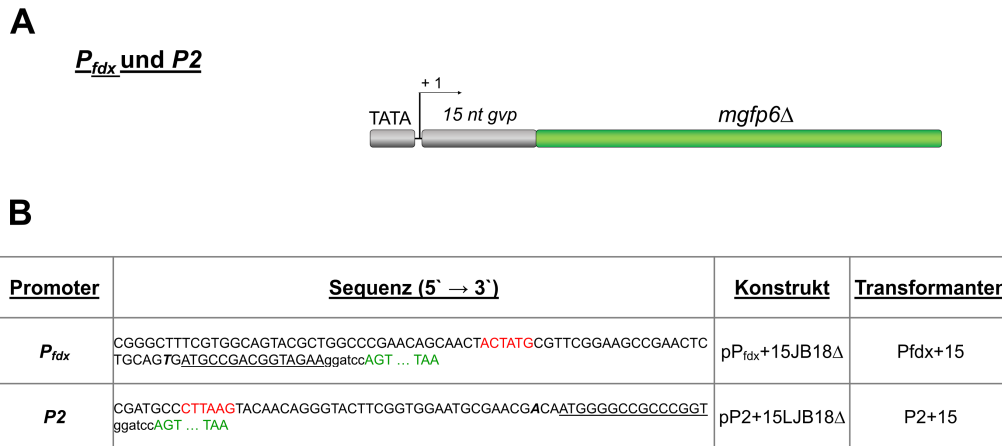 A
Pfdx und P2
+ 1
TATA
15 nt gvp
mgfp6Δ
B
Promoter Sequenz (5` → 3`) Konstrukt Transformanten
Pfdx
CGGGCTTTCGTGGCAGTACGCTGGCCCGAACAGCAACTACTATGCGTTCGGAAGCCGAACTC
TGCAGTGATGCCGACGGTAGAAggatccAGT ... TAA
pPfdx+15JB18Δ
Pfdx+15
P2
CGATGCCCTTAAGTACAACAGGGTACTTCGGTGGAATGCGAACGACAATGGGGCCGCCCGGT
ggatccAGT ... TAA
pP2+15LJB18Δ
P2+15